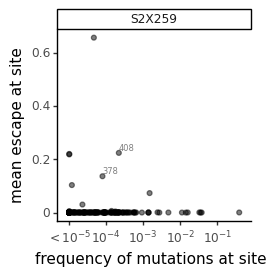 S2X259
mean escape at site
0.6
0.4
0.2
0
408
378
<10⁻⁵ 10⁻⁴ 10⁻³ 10⁻² 10⁻¹
frequency of mutations at site